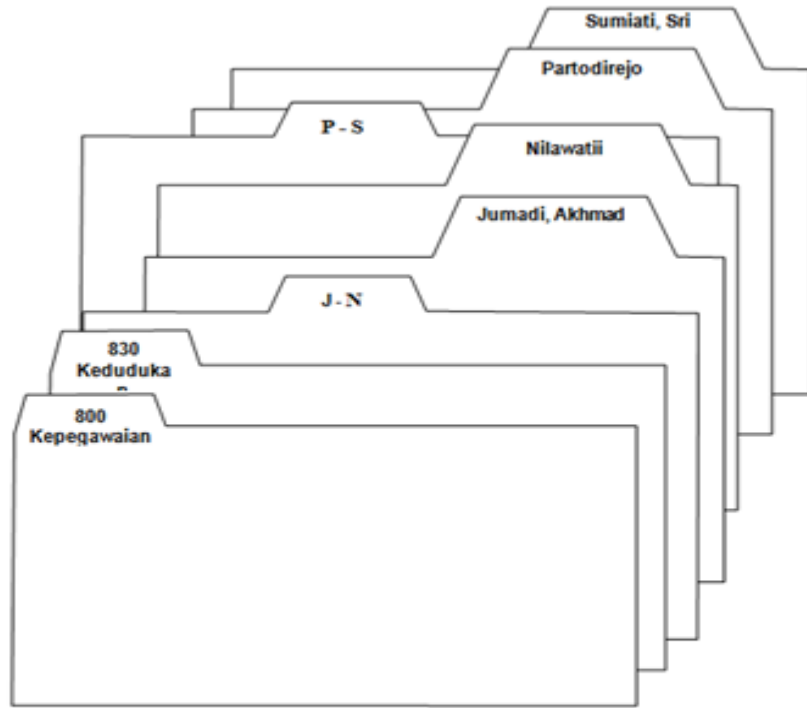 Sumiati, Sri
Partodirejo
P - S
Nilawatii
Jumadi, Akhmad
J - N
830
Keduduka
800
Kepegawaian